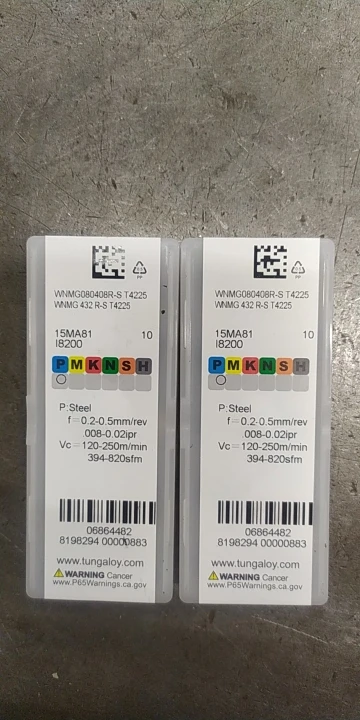 PP
WNMG080408R-S T4225
WNMG 432 R-S T4225
15MA81 10
I8200
P M K N S H
P:Steel
f=0.2-0.5mm/rev
.008-0.02ipr
Vc=120-250m/min
394-820sfm
06864482
8198294 00000883
www.tungaloy.com
WARNING Cancer
www.P65Warnings.ca.gov
PP
WNMG080408R-S T4225
WNMG 432 R-S T4225
15MA81 10
I8200
P M K N S H
P:Steel
f=0.2-0.5mm/rev
.008-0.02ipr
Vc=120-250m/min
394-820sfm
06864482
8198294 00000883
www.tungaloy.com
WARNING Cancer
www.P65Warnings.ca.gov